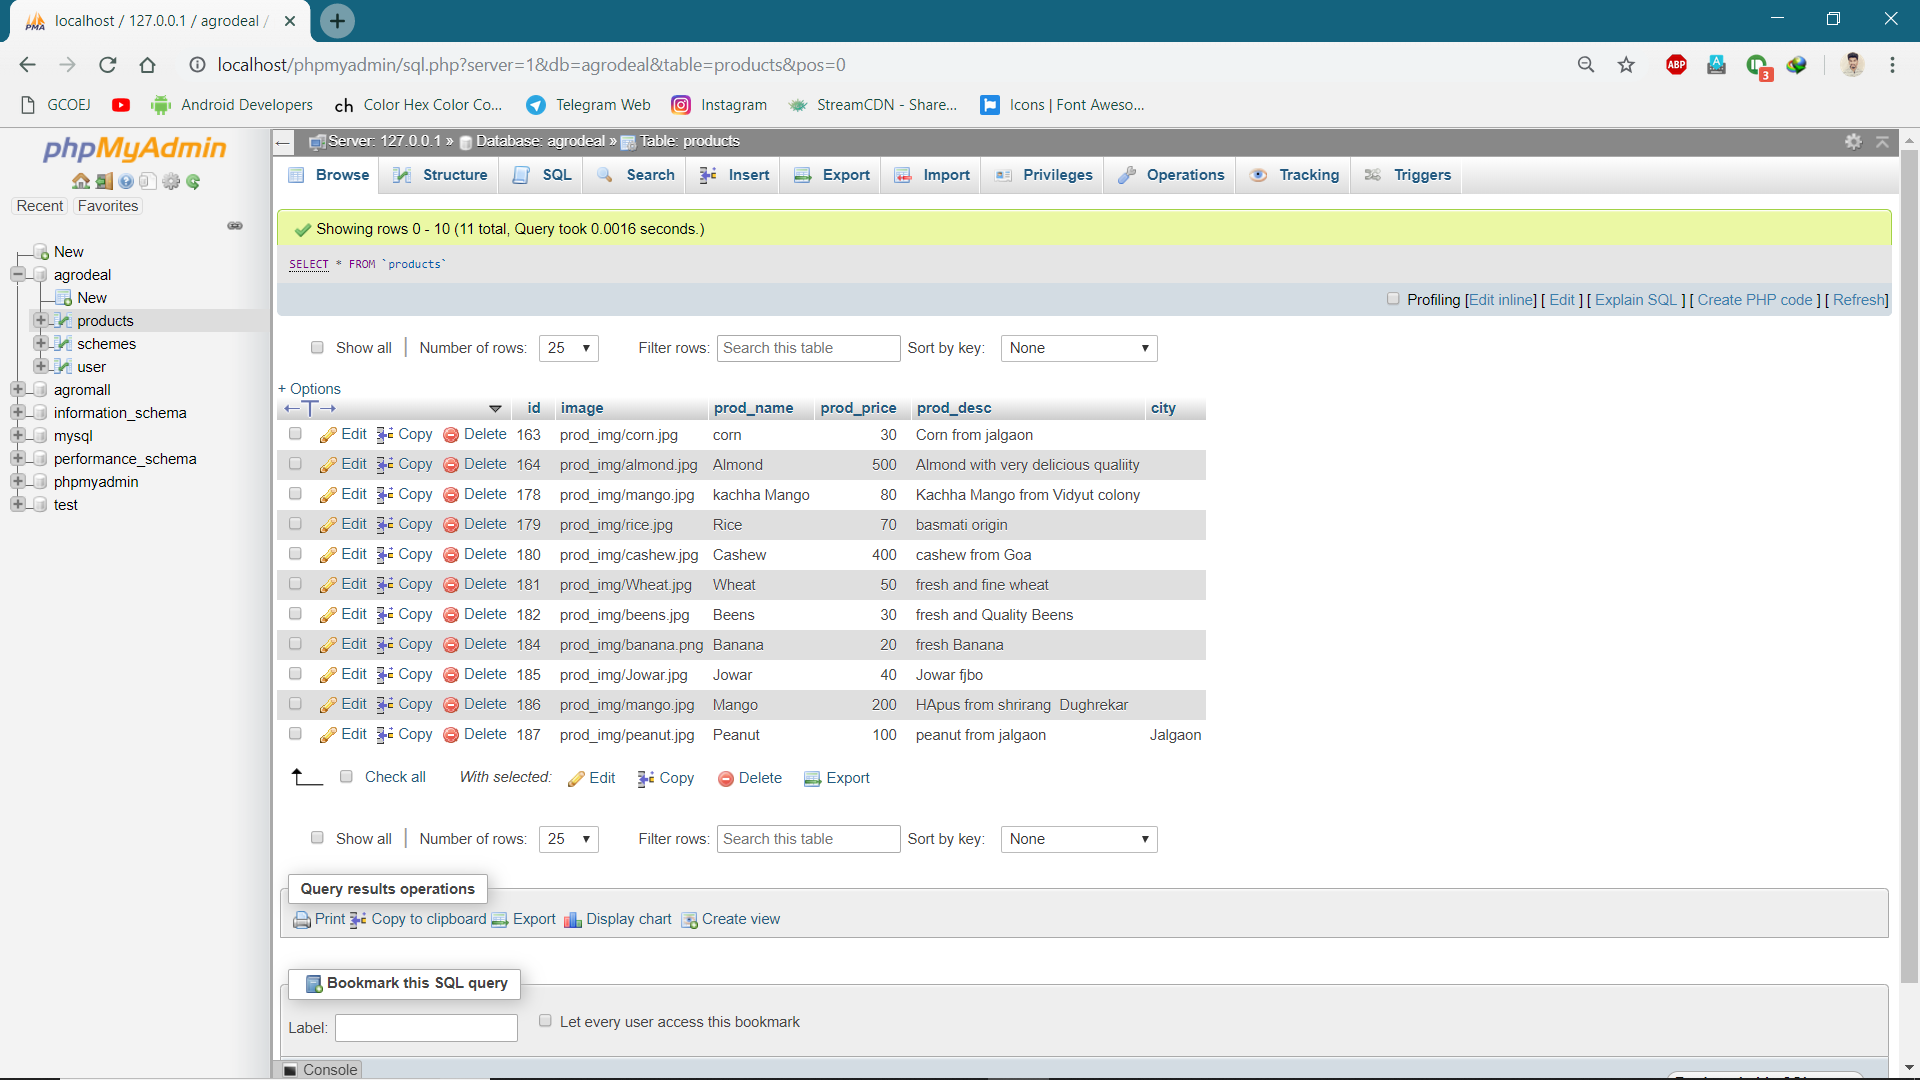 localhost / 127.0.0.1 / agrodeal /
localhost/phpmyadmin/sql.php?server=1&db=agrodeal&table=products&pos=0
ABP
3
GCOEJ Android Developers ch Color Hex Color Co... Telegram Web Instagram StreamCDN - Share... Icons | Font Aweso...
phpMyAdmin
Recent Favorites
New
agrodeal
New
products
schemes
user
agromall
information_schema
mysql
performance_schema
phpmyadmin
test
Server: 127.0.0.1 » Database: agrodeal » Table: products
Browse Structure SQL Search Insert Export Import Privileges Operations Tracking Triggers
Showing rows 0 - 10 (11 total, Query took 0.0016 seconds.)
SELECT * FROM `products`
Profiling [Edit inline] [ Edit ] [ Explain SQL ] [ Create PHP code ] [ Refresh]
Show all | Number of rows: 25 Filter rows: Search this table Sort by key: None
+ Options
←T→ id image prod_name prod_price prod_desc city
Edit Copy Delete 163 prod_img/corn.jpg corn 30 Corn from jalgaon
Edit Copy Delete 164 prod_img/almond.jpg Almond 500 Almond with very delicious qualiity
Edit Copy Delete 178 prod_img/mango.jpg kachha Mango 80 Kachha Mango from Vidyut colony
Edit Copy Delete 179 prod_img/rice.jpg Rice 70 basmati origin
Edit Copy Delete 180 prod_img/cashew.jpg Cashew 400 cashew from Goa
Edit Copy Delete 181 prod_img/Wheat.jpg Wheat 50 fresh and fine wheat
Edit Copy Delete 182 prod_img/beens.jpg Beens 30 fresh and Quality Beens
Edit Copy Delete 184 prod_img/banana.png Banana 20 fresh Banana
Edit Copy Delete 185 prod_img/Jowar.jpg Jowar 40 Jowar fjbo
Edit Copy Delete 186 prod_img/mango.jpg Mango 200 HApus from shrirang Dughrekar
Edit Copy Delete 187 prod_img/peanut.jpg Peanut 100 peanut from jalgaon Jalgaon
Check all With selected: Edit Copy Delete Export
Show all | Number of rows: 25 Filter rows: Search this table Sort by key: None
Query results operations
Print Copy to clipboard Export Display chart Create view
Bookmark this SQL query
Label: Let every user access this bookmark
Console